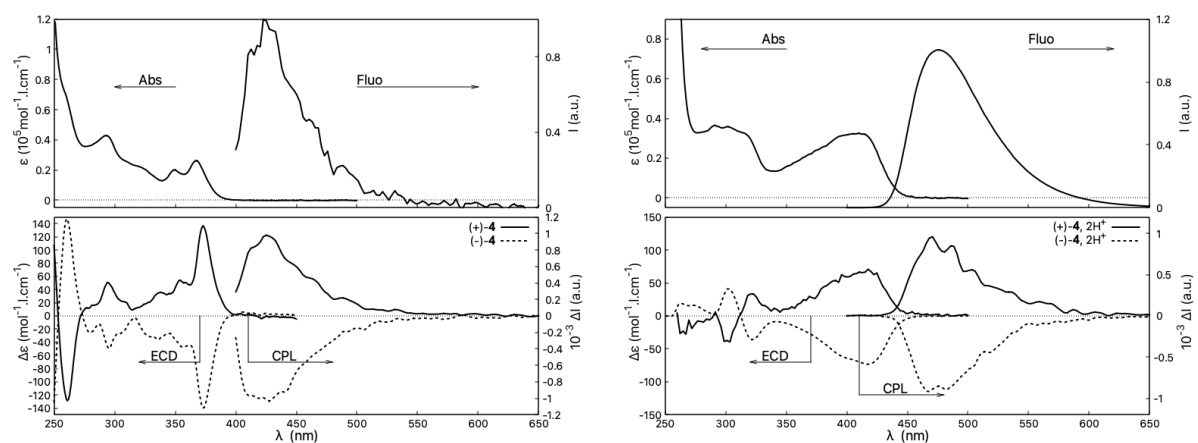 1.2
1
0.8
0.6
0.4
0.2
0
ε (10⁵mol⁻¹.l.cm⁻¹)
Abs
Fluo
0.8
0.4
0
I (a.u.)
140
120
100
80
60
40
20
0
-20
-40
-60
-80
-100
-120
-140
Δε (mol⁻¹.l.cm⁻¹)
(+)-4
(-)-4
ECD
CPL
1.2
1
0.8
0.6
0.4
0.2
0
-0.2
-0.4
-0.6
-0.8
-1
-1.2
10⁻³ ΔI (a.u.)
250 300 350 400 450 500 550 600 650
λ (nm)
0.8
0.6
0.4
0.2
0
ε (10⁵mol⁻¹.l.cm⁻¹)
Abs
Fluo
1.2
0.8
0.4
0
I (a.u.)
150
100
50
0
-50
-100
-150
Δε (mol⁻¹.l.cm⁻¹)
(+)-4, 2H⁺
(-)-4, 2H⁺
ECD
CPL
1
0.5
0
-0.5
-1
10⁻³ ΔI (a.u.)
250 300 350 400 450 500 550 600 650
λ (nm)